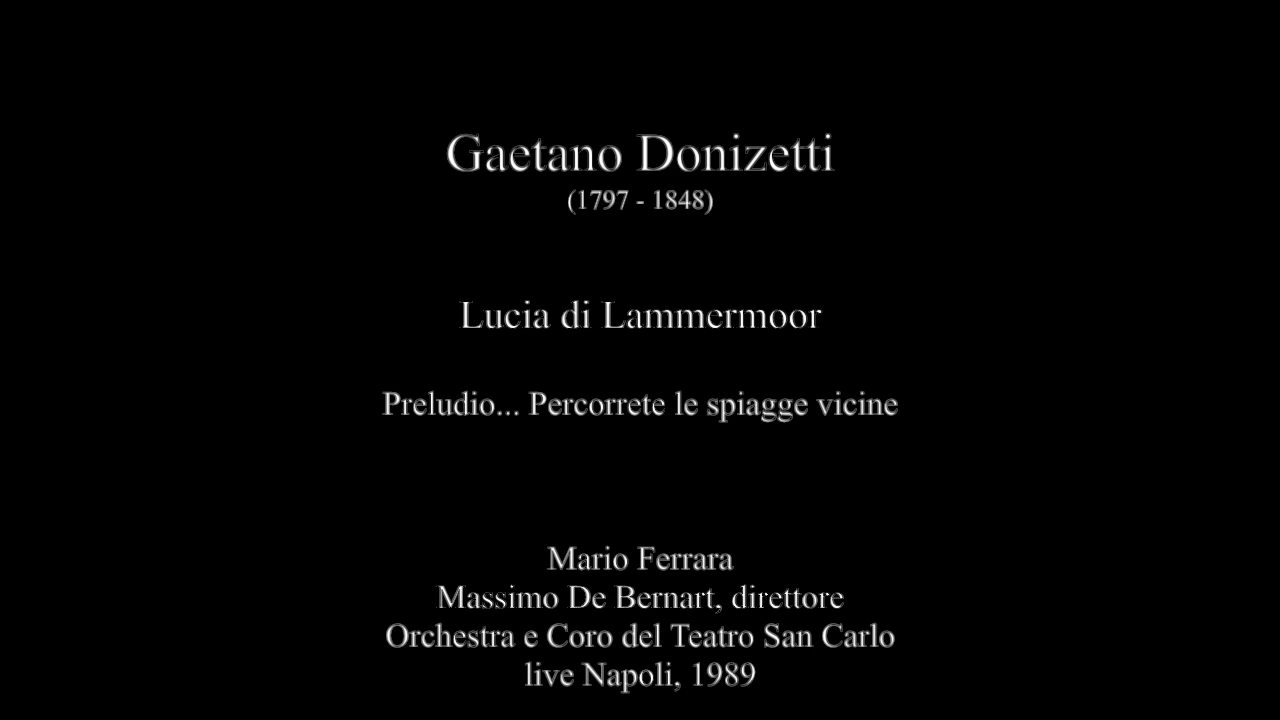 Gaetano Donizetti
(1797 - 1848)
Lucia di Lammermoor
Preludio... Percorrete le spiagge vicine
Mario Ferrara
Massimo De Bernart, direttore
Orchestra e Coro del Teatro San Carlo
live Napoli, 1989